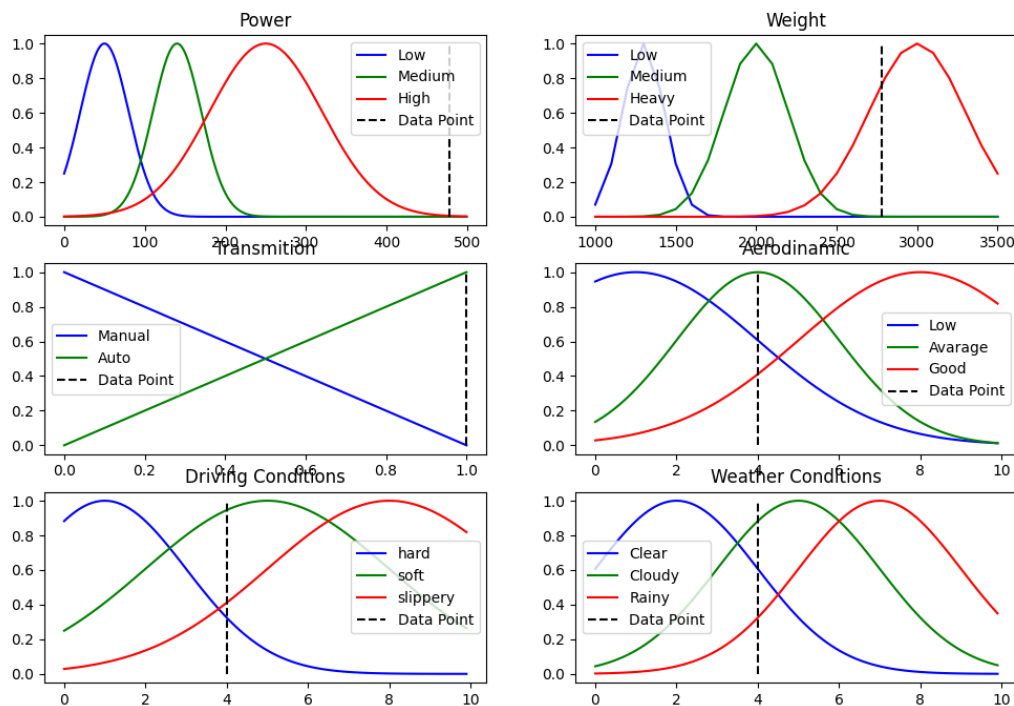 Power
1.0
0.8
0.6
0.4
0.2
0.0
Low
Medium
High
Data Point
0 100 200 300 400 500
Weight
1.0
0.8
0.6
0.4
0.2
0.0
Low
Medium
Heavy
Data Point
1000 1500 2000 2500 3000 3500
Transmition
1.0
0.8
0.6
0.4
0.2
0.0
Manual
Auto
Data Point
0.0 0.2 0.4 0.6 0.8 1.0
Aerodinamic
1.0
0.8
0.6
0.4
0.2
0.0
Low
Avarage
Good
Data Point
0 2 4 6 8 10
Driving Conditions
1.0
0.8
0.6
0.4
0.2
0.0
hard
soft
slippery
Data Point
0 2 4 6 8 10
Weather Conditions
1.0
0.8
0.6
0.4
0.2
0.0
Clear
Cloudy
Rainy
Data Point
0 2 4 6 8 10